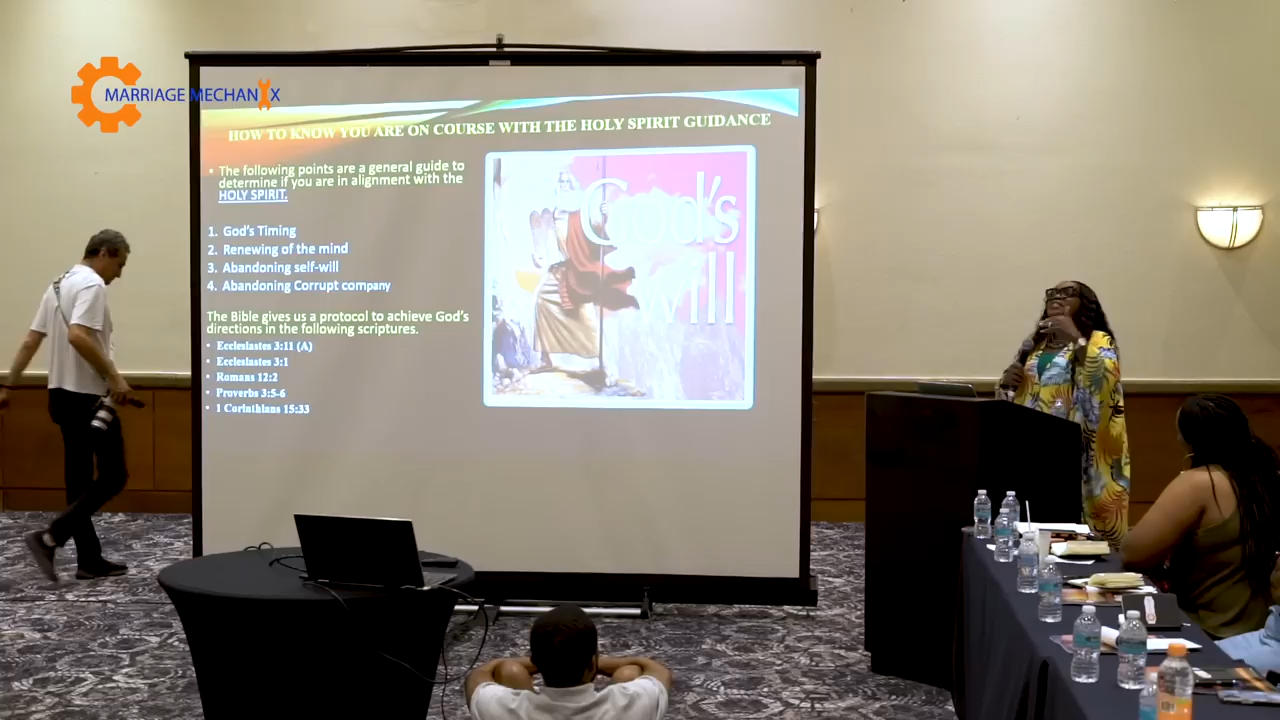 MARRIAGE MECHANIX
HOW TO KNOW YOU ARE ON COURSE WITH THE HOLY SPIRIT GUIDANCE
• The following points are a general guide to
determine if you are in alignment with the
HOLY SPIRIT.
1. God's Timing
2. Renewing of the mind
3. Abandoning self-will
4. Abandoning Corrupt company
The Bible gives us a protocol to achieve God's
directions in the following scriptures.
• Ecclesiastes 3:11 (A)
• Ecclesiastes 3:1
• Romans 12:2
• Proverbs 3:5-6
• 1 Corinthians 15:33
God's
will